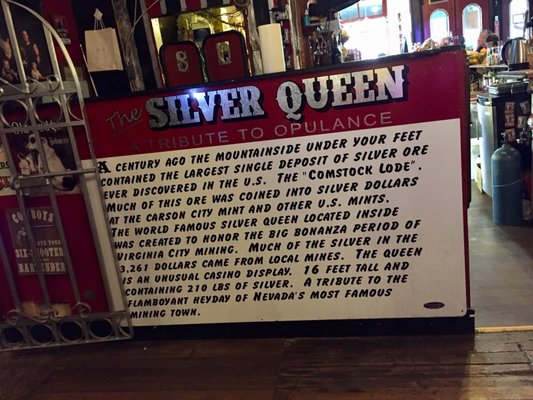 8
The SILVER QUEEN
A TRIBUTE TO OPULANCE
A CENTURY AGO THE MOUNTAINSIDE UNDER YOUR FEET
CONTAINED THE LARGEST SINGLE DEPOSIT OF SILVER ORE
EVER DISCOVERED IN THE U.S. THE "COMSTOCK LODE".
MUCH OF THIS ORE WAS COINED INTO SILVER DOLLARS
AT THE CARSON CITY MINT AND OTHER U.S. MINTS.
THE WORLD FAMOUS SILVER QUEEN LOCATED INSIDE
WAS CREATED TO HONOR THE BIG BONANZA PERIOD OF
VIRGINIA CITY MINING. MUCH OF THE SILVER IN THE
3,261 DOLLARS CAME FROM LOCAL MINES. THE QUEEN
IS AN UNUSUAL CASINO DISPLAY. 16 FEET TALL AND
CONTAINING 210 LBS OF SILVER. A TRIBUTE TO THE
FLAMBOYANT HEYDAY OF NEVADA'S MOST FAMOUS
MINING TOWN.
COWBOYS
SIX-SHOOTER
BARTENDER